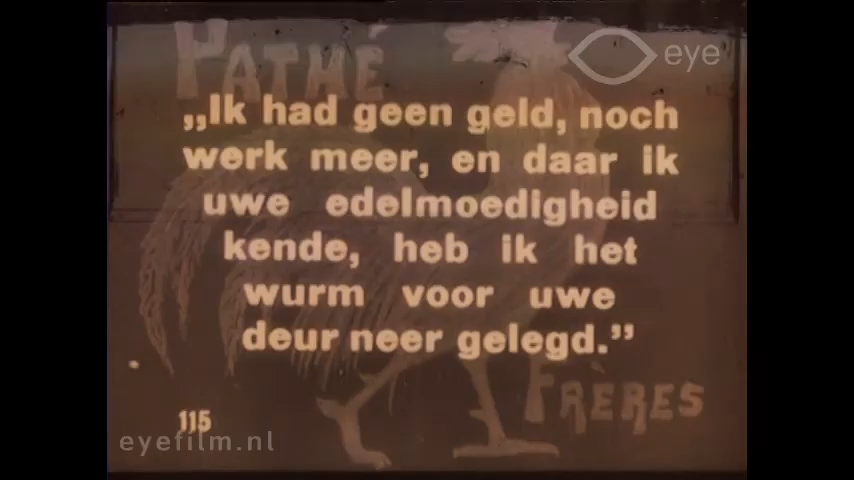 PATHÉ
eye
„Ik had geen geld, noch
werk meer, en daar ik
uwe edelmoedigheid
kende, heb ik het
wurm voor uwe
deur neer gelegd.”
FRÈRES
115
eyefilm.nl